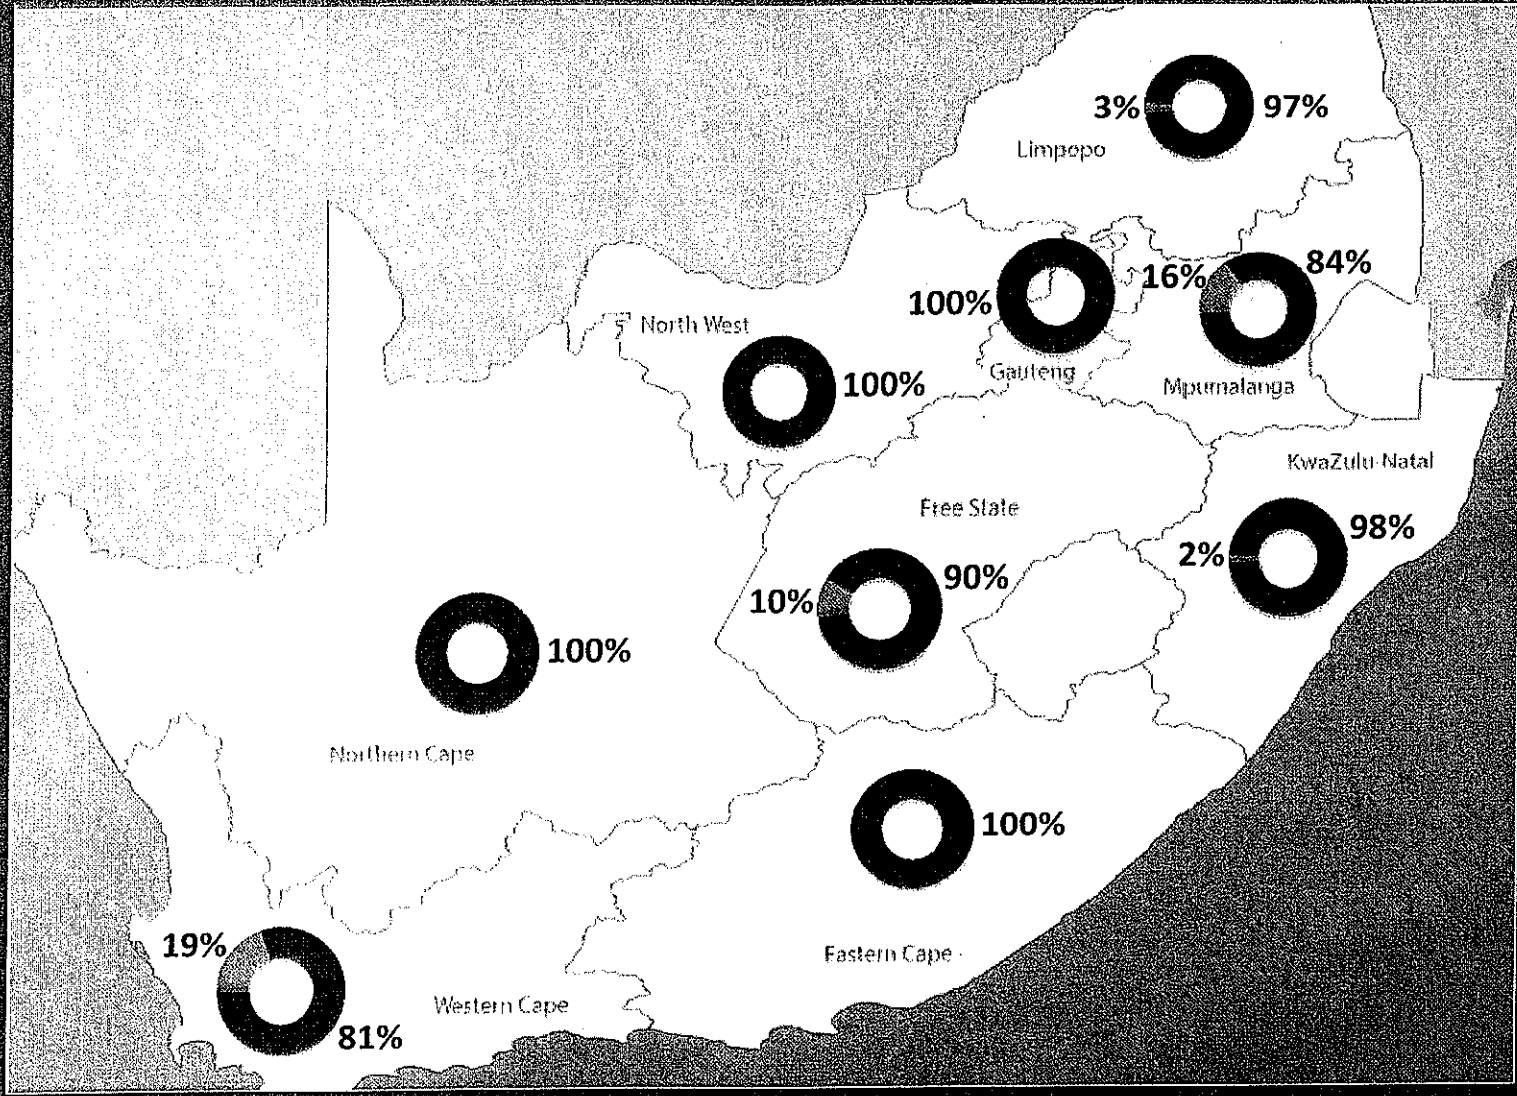 3% 97%
Limpopo
100%
Gauteng
16% 84%
Mpumalanga
North West
100%
KwaZulu-Natal
2% 98%
Free State
10% 90%
100%
Northern Cape
100%
Eastern Cape
19%
81%
Western Cape